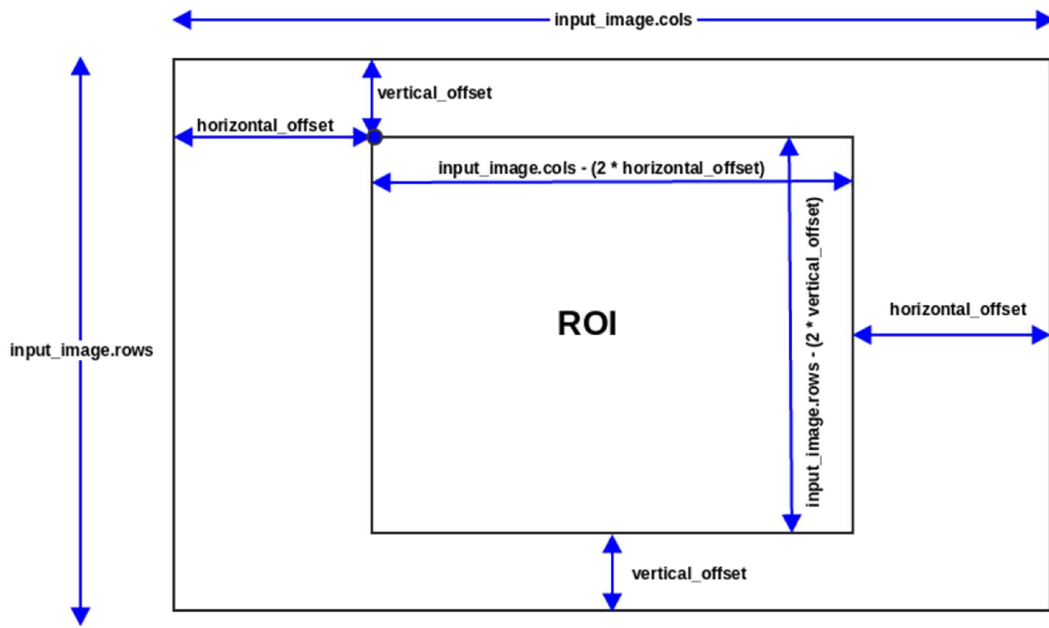 input_image.cols
vertical_offset
horizontal_offset
input_image.cols - (2 * horizontal_offset)
input_image.rows - (2 * vertical_offset)
ROI
horizontal_offset
input_image.rows
vertical_offset